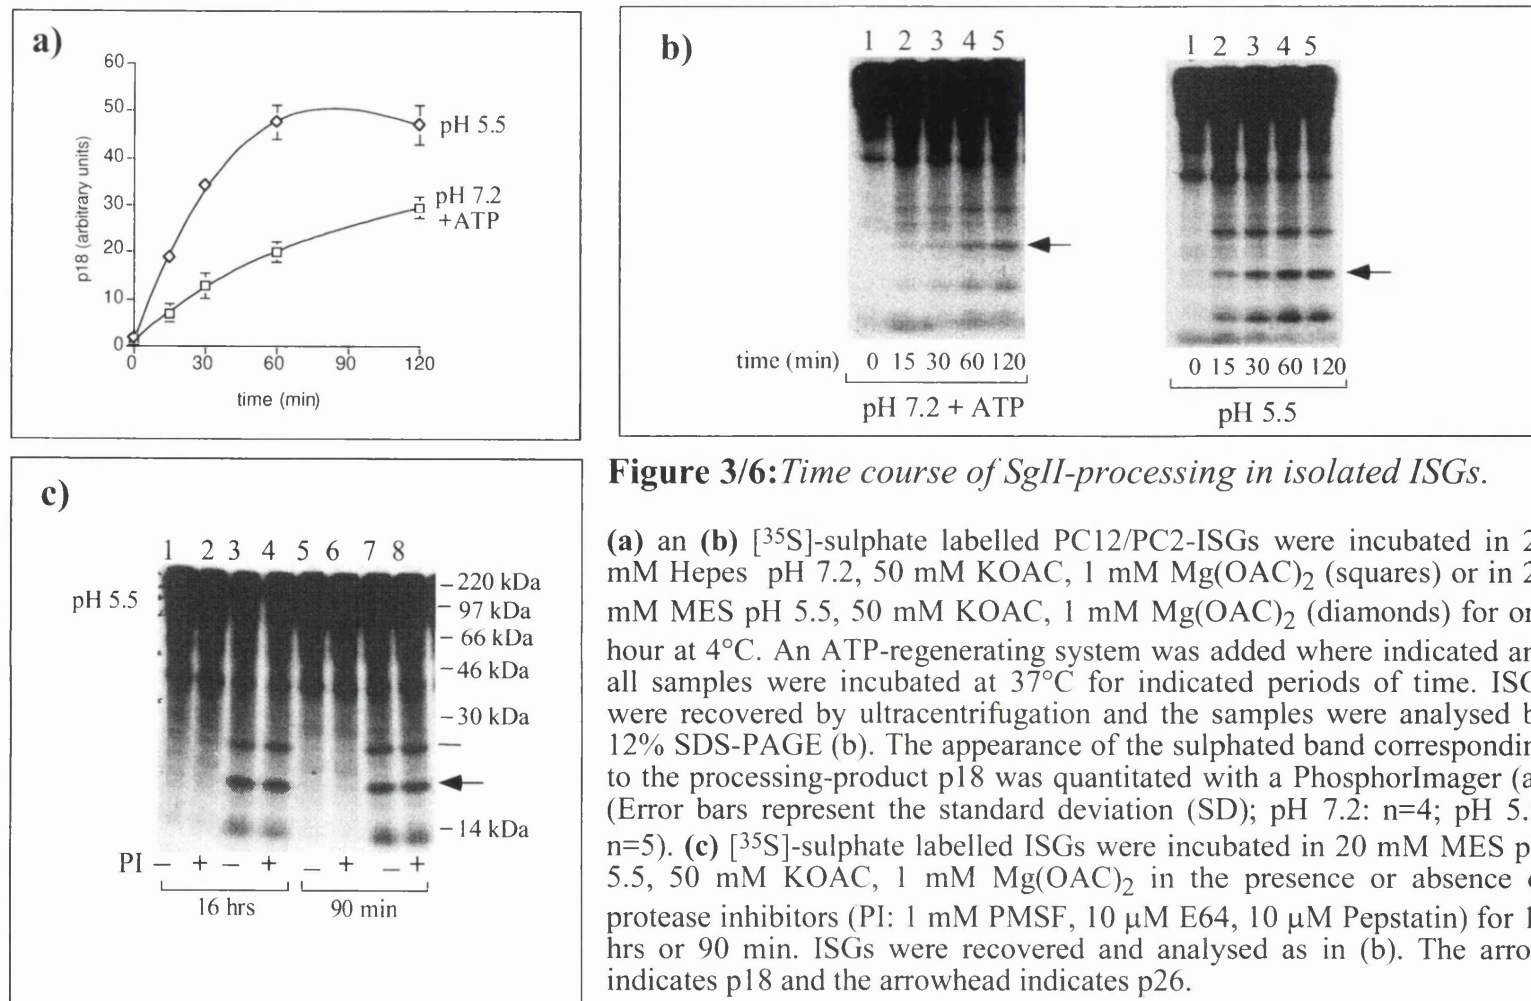 a)
60
50
40
30
20
10
0
p18 (arbitrary units)
pH 5.5
pH 7.2
+ATP
0 30 60 90 120
time (min)
b)
1 2 3 4 5
1 2 3 4 5
time (min) 0 15 30 60 120
0 15 30 60 120
pH 7.2 + ATP
pH 5.5
c)
1 2 3 4 5 6 7 8
pH 5.5
220 kDa
97 kDa
66 kDa
46 kDa
30 kDa
14 kDa
PI – + – + – + – +
16 hrs 90 min
Figure 3/6: Time course of SgII-processing in isolated ISGs.
(a) an (b) [35S]-sulphate labelled PC12/PC2-ISGs were incubated in 2
mM Hepes pH 7.2, 50 mM KOAC, 1 mM Mg(OAC)2 (squares) or in 2
mM MES pH 5.5, 50 mM KOAC, 1 mM Mg(OAC)2 (diamonds) for on
hour at 4°C. An ATP-regenerating system was added where indicated an
all samples were incubated at 37°C for indicated periods of time. ISG
were recovered by ultracentrifugation and the samples were analysed b
12% SDS-PAGE (b). The appearance of the sulphated band correspondin
to the processing-product p18 was quantitated with a PhosphorImager (a
(Error bars represent the standard deviation (SD); pH 7.2: n=4; pH 5.
n=5). (c) [35S]-sulphate labelled ISGs were incubated in 20 mM MES p
5.5, 50 mM KOAC, 1 mM Mg(OAC)2 in the presence or absence
protease inhibitors (PI: 1 mM PMSF, 10 μM E64, 10 μM Pepstatin) for 1
hrs or 90 min. ISGs were recovered and analysed as in (b). The arro
indicates p18 and the arrowhead indicates p26.